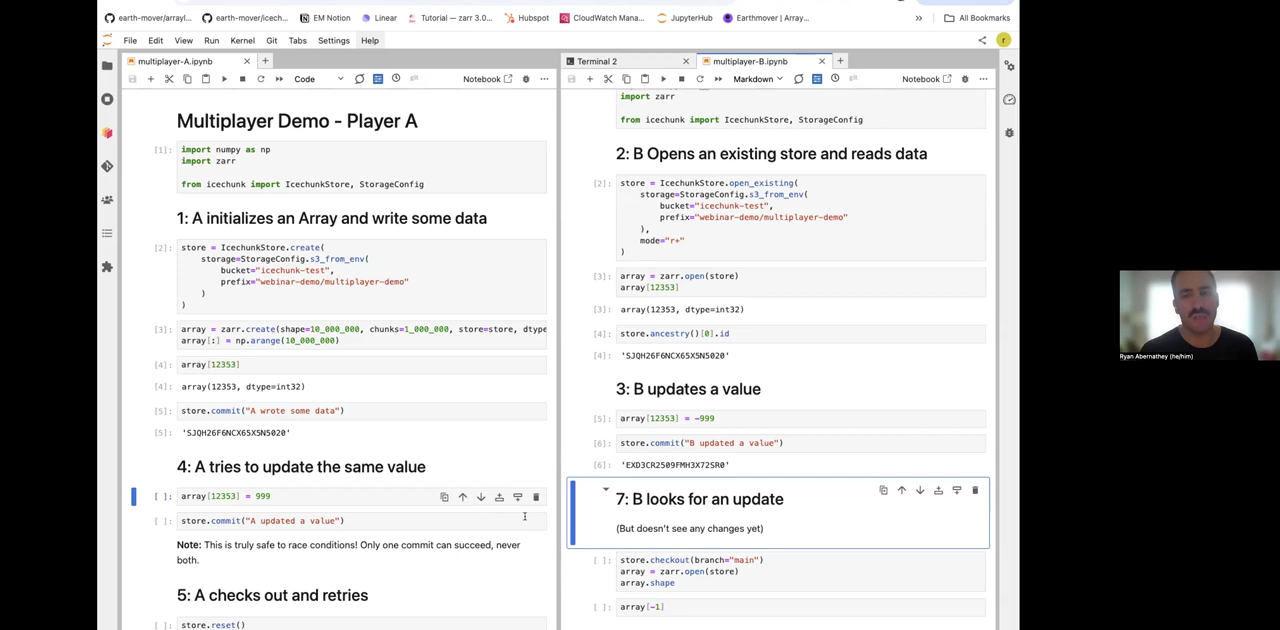 earth-mover/arrayl...
earth-mover/icech...
EM Notion
Linear
Tutorial — zarr 3.0...
Hubspot
CloudWatch Mana...
JupyterHub
Earthmover | Array...
»
All Bookmarks
File Edit View Run Kernel Git Tabs Settings Help
r
multiplayer-A.ipynb
Code
Notebook
Multiplayer Demo - Player A
[1]: import numpy as np
import zarr
from icechunk import IcechunkStore, StorageConfig
1: A initializes an Array and write some data
[2]: store = IcechunkStore.create(
storage=StorageConfig.s3_from_env(
bucket="icechunk-test",
prefix="webinar-demo/multiplayer-demo"
)
)
[3]: array = zarr.create(shape=10_000_000, chunks=1_000_000, store=store, dtype
array[:] = np.arange(10_000_000)
[4]: array[12353]
[4]: array(12353, dtype=int32)
[5]: store.commit("A wrote some data")
[5]: 'SJQH26F6NCX65X5N5020'
4: A tries to update the same value
[ ]: array[12353] = 999
[ ]: store.commit("A updated a value")
Note: This is truly safe to race conditions! Only one commit can succeed, never
both.
5: A checks out and retries
[ ]: store.reset()
Terminal 2
multiplayer-B.ipynb
Markdown
Notebook
import zarr
from icechunk import IcechunkStore, StorageConfig
2: B Opens an existing store and reads data
[2]: store = IcechunkStore.open_existing(
storage=StorageConfig.s3_from_env(
bucket="icechunk-test",
prefix="webinar-demo/multiplayer-demo"
),
mode="r+"
)
[3]: array = zarr.open(store)
array[12353]
[3]: array(12353, dtype=int32)
[4]: store.ancestry()[0].id
[4]: 'SJQH26F6NCX65X5N5020'
3: B updates a value
[5]: array[12353] = -999
[6]: store.commit("B updated a value")
[6]: 'EXD3CR2509FMH3X72SR0'
7: B looks for an update
(But doesn't see any changes yet)
[ ]: store.checkout(branch="main")
array = zarr.open(store)
array.shape
[ ]: array[-1]
Ryan Abernathey (he/him)